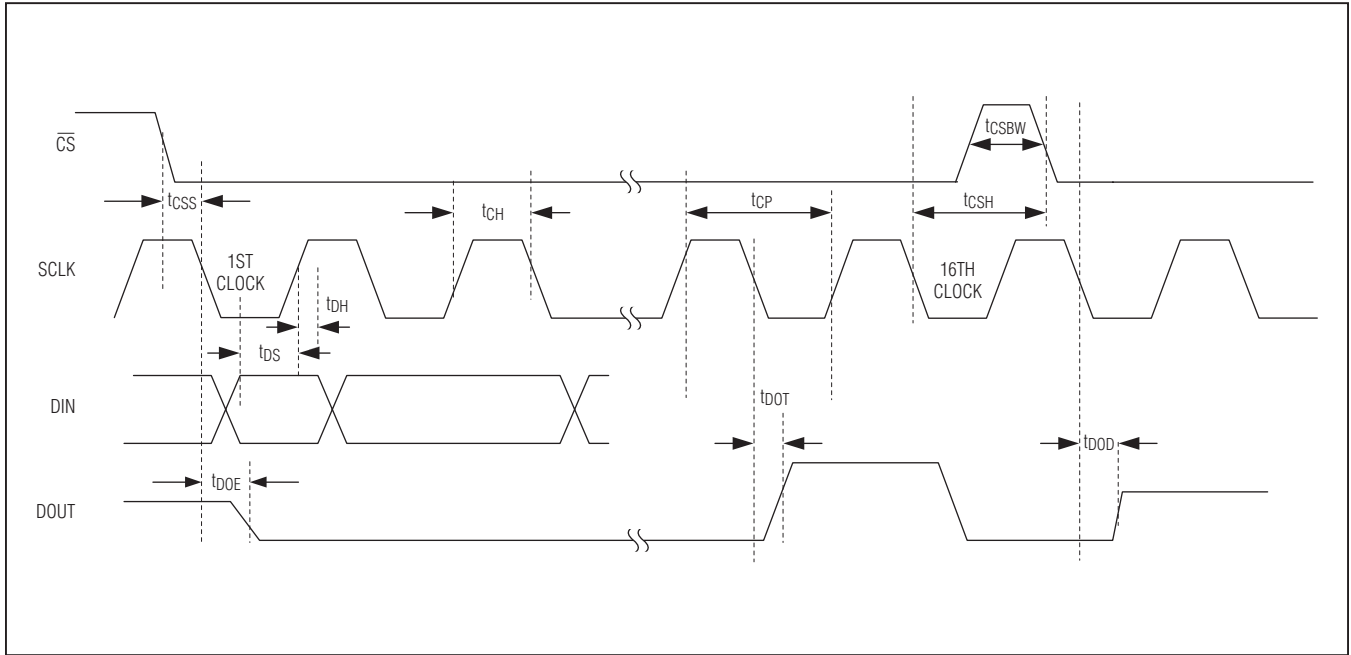 CS
tCSBW
tCSS
tCH
tCP
tCSH
SCLK
1ST
CLOCK
16TH
CLOCK
tDH
tDS
DIN
tDOT
tDOD
tDOE
DOUT